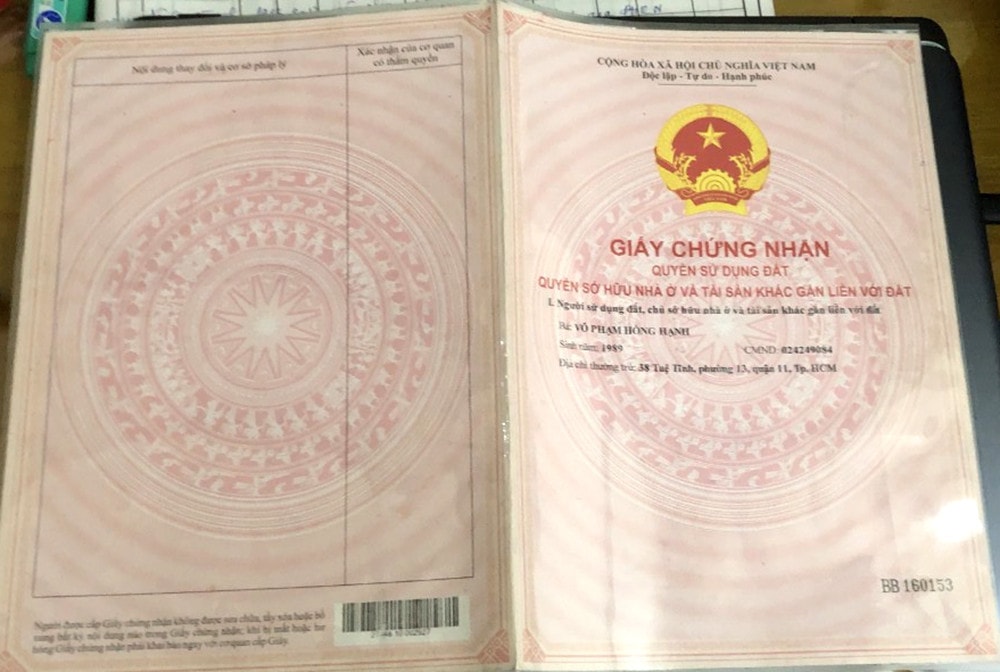 Nội dung thay đổi và cơ sở pháp lý
Xác nhận của cơ quan
có thẩm quyền
Người được cấp Giấy chứng nhận không được sửa chữa, tẩy xóa hoặc bổ
sung bất kỳ nội dung nào trong Giấy chứng nhận; khi bị mất hoặc hư
hỏng Giấy chứng nhận phải khai báo ngay với cơ quan cấp Giấy.
CỘNG HÒA XÃ HỘI CHỦ NGHĨA VIỆT NAM
Độc lập - Tự do - Hạnh phúc
GIẤY CHỨNG NHẬN
QUYỀN SỬ DỤNG ĐẤT
QUYỀN SỞ HỮU NHÀ Ở VÀ TÀI SẢN KHÁC GẮN LIỀN VỚI ĐẤT
I. Người sử dụng đất, chủ sở hữu nhà ở và tài sản khác gắn liền với đất
Bà: VÕ PHẠM HỒNG HẠNH
Sinh năm: 1989 CMND: 024249084
Địa chỉ thường trú: 38 Tuệ Tĩnh, phường 13, quận 11, Tp. HCM
BB 160153